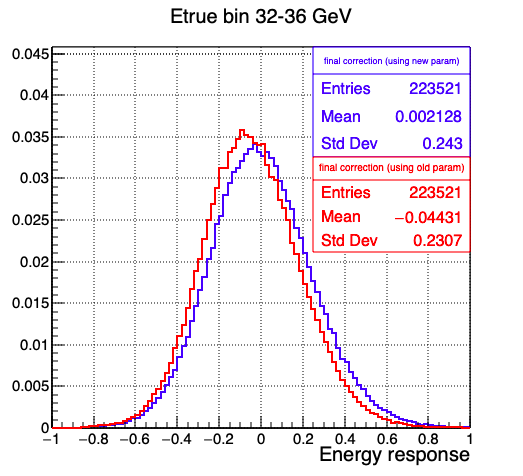 Etrue bin 32-36 GeV
0.045
0.04
0.035
0.03
0.025
0.02
0.015
0.01
0.005
0
final correction (using new param)
Entries 223521
Mean 0.002128
Std Dev 0.243
final correction (using old param)
Entries 223521
Mean −0.04431
Std Dev 0.2307
−1 −0.8 −0.6 −0.4 −0.2 0 0.2 0.4 0.6 0.8 1
Energy response